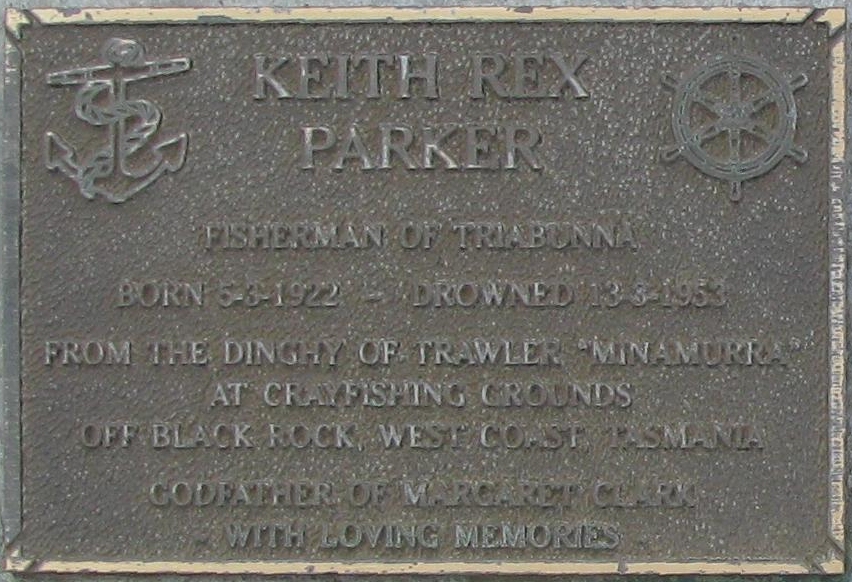 KEITH REX
PARKER
FISHERMAN OF TRIABUNNA
BORN 5-3-1922 - DROWNED 13-3-1953
FROM THE DINGHY OF TRAWLER "MINAMURRA"
AT CRAYFISHING GROUNDS
OFF BLACK ROCK, WEST COAST, TASMANIA
GODFATHER OF MARGARET CLARK
- WITH LOVING MEMORIES -